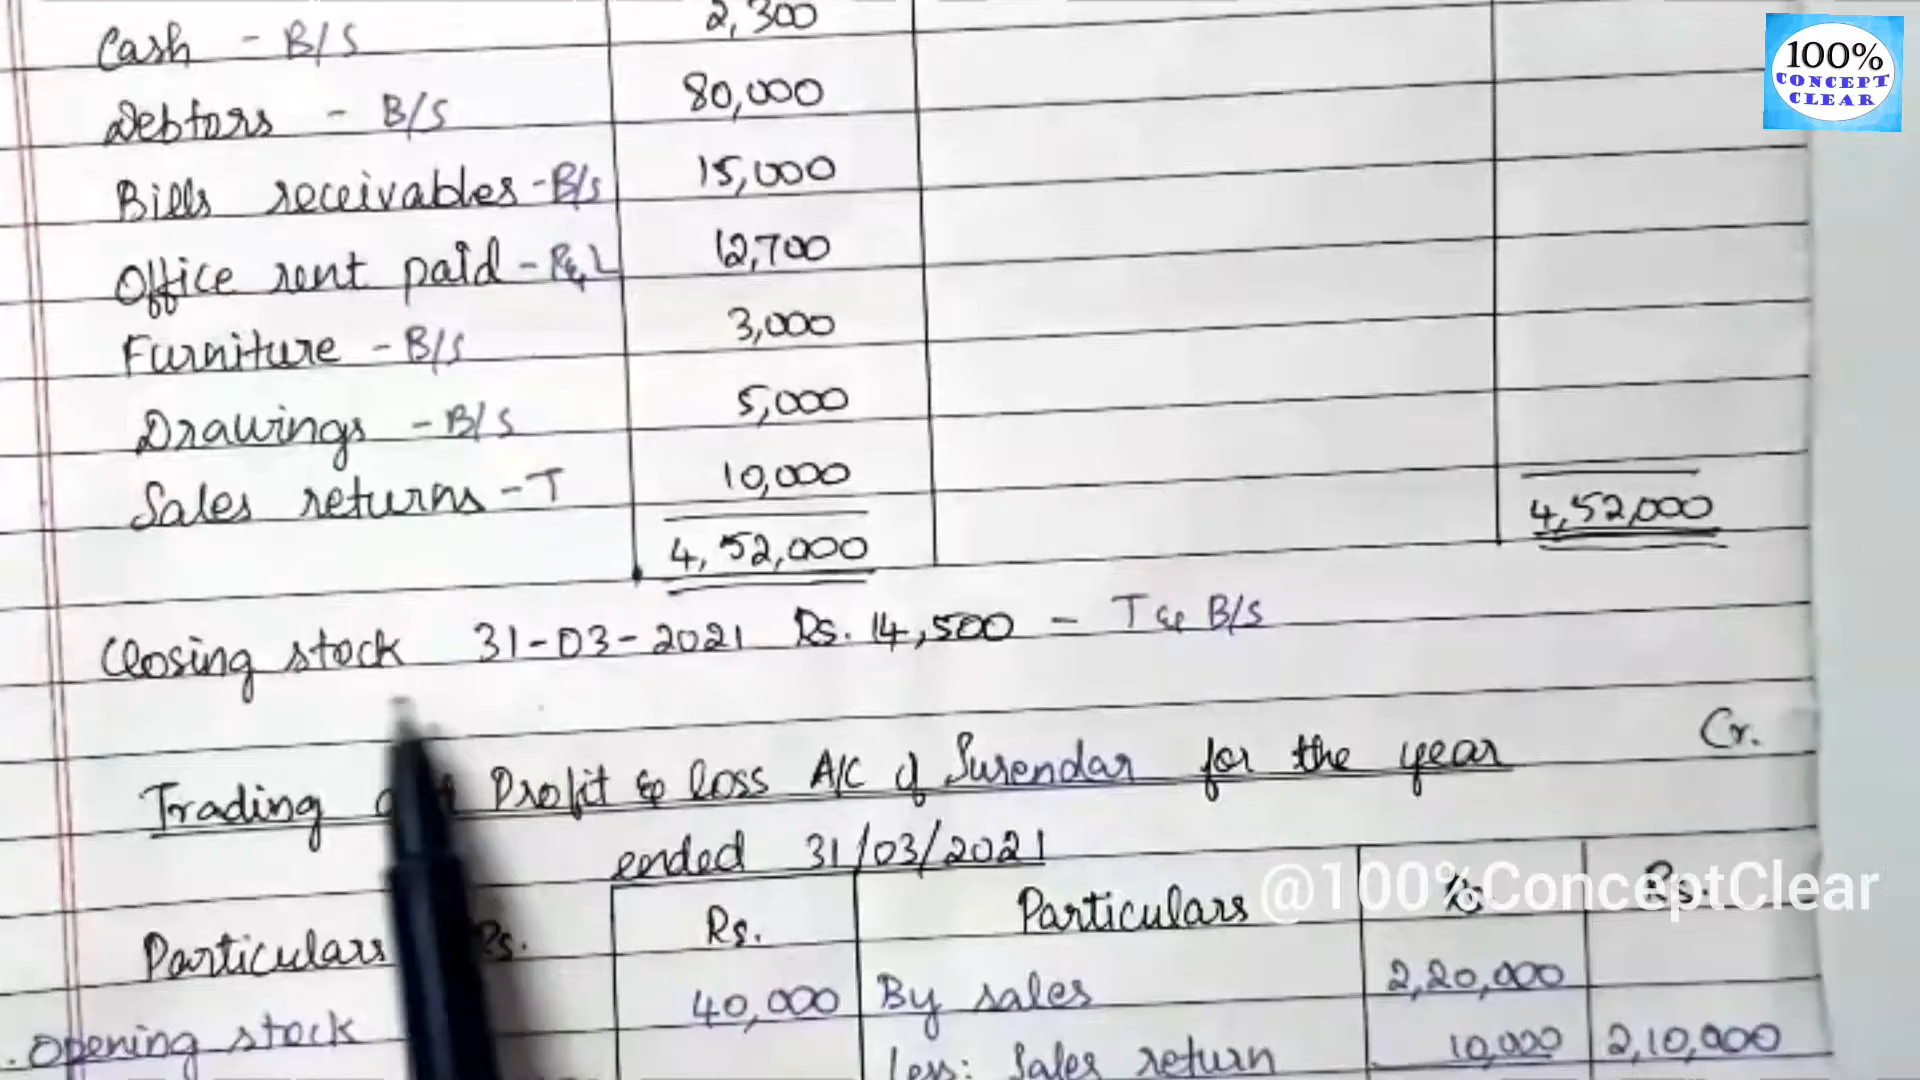 Cash - B/S 2,300
Debtors - B/S 80,000
Bills receivables - B/S 15,000
Office rent paid - P&L 12,700
Furniture - B/S 3,000
Drawings - B/S 5,000
Sales returns - T 10,000
4,52,000 4,52,000
Closing stock 31-03-2021 Rs. 14,500 - T & B/S
Trading Profit & loss A/C of Surendar for the year Cr.
ended 31/03/2021
Particulars Rs. Rs. Particulars Rs. Rs.
Opening stock 40,000 By sales 2,20,000
Less: Sales return 10,000 2,10,000
100%
CONCEPT
CLEAR
@100%ConceptClear